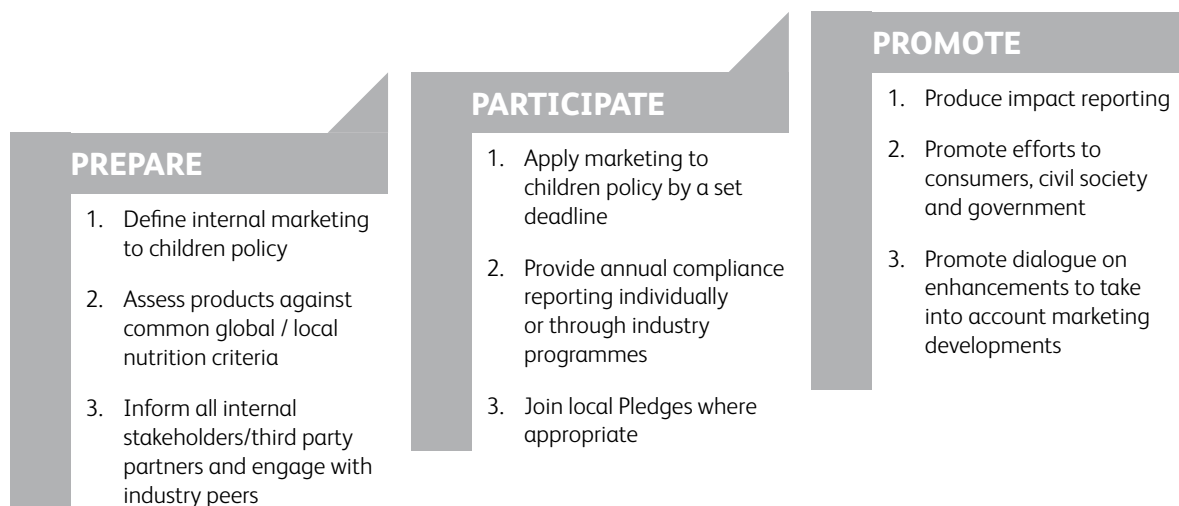 PREPARE
1. Define internal marketing
to children policy
2. Assess products against
common global / local
nutrition criteria
3. Inform all internal
stakeholders/third party
partners and engage with
industry peers
PARTICIPATE
1. Apply marketing to
children policy by a set
deadline
2. Provide annual compliance
reporting individually
or through industry
programmes
3. Join local Pledges where
appropriate
PROMOTE
1. Produce impact reporting
2. Promote efforts to
consumers, civil society
and government
3. Promote dialogue on
enhancements to take
into account marketing
developments